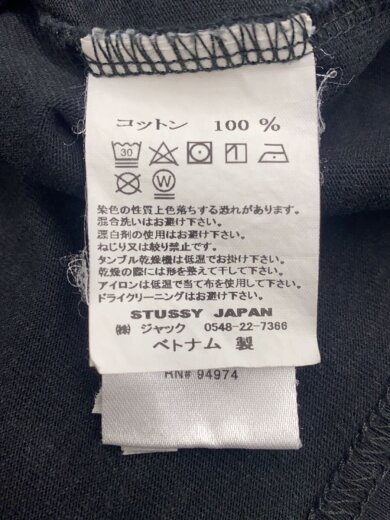 コットン 100 %
30
W
染色の性質上色落ちする恐れがあります。
混合洗いはお避け下さい。
漂白剤の使用はお避け下さい。
ねじり又は絞り禁止です。
タンブル乾燥機は低温でお掛け下さい。
乾燥の際には形を整えて干して下さい。
アイロンは低温で当て布を使用して下さい。
ドライクリーニングはお避け下さい。
STUSSY JAPAN
㈱ ジャック 0548-22-7366
ベトナム 製
RN# 94974